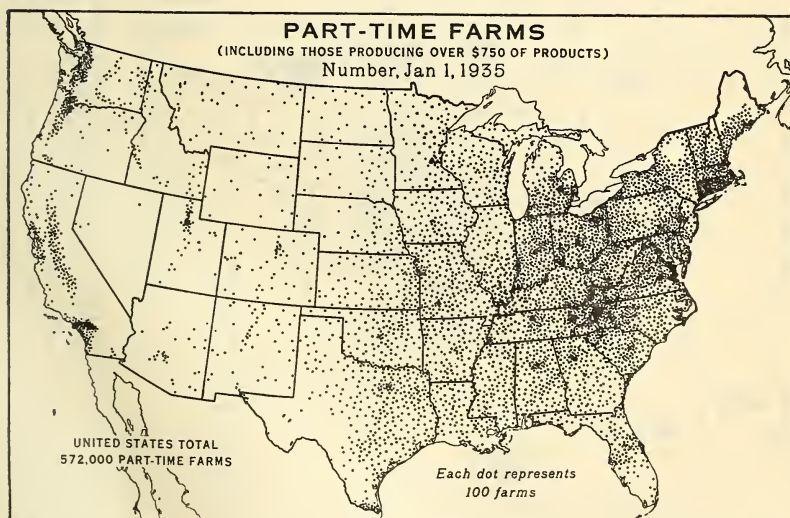 PART-TIME FARMS
(INCLUDING THOSE PRODUCING OVER $750 OF PRODUCTS)
Number, Jan 1, 1935
UNITED STATES TOTAL
572,000 PART-TIME FARMS
Each dot represents
100 farms